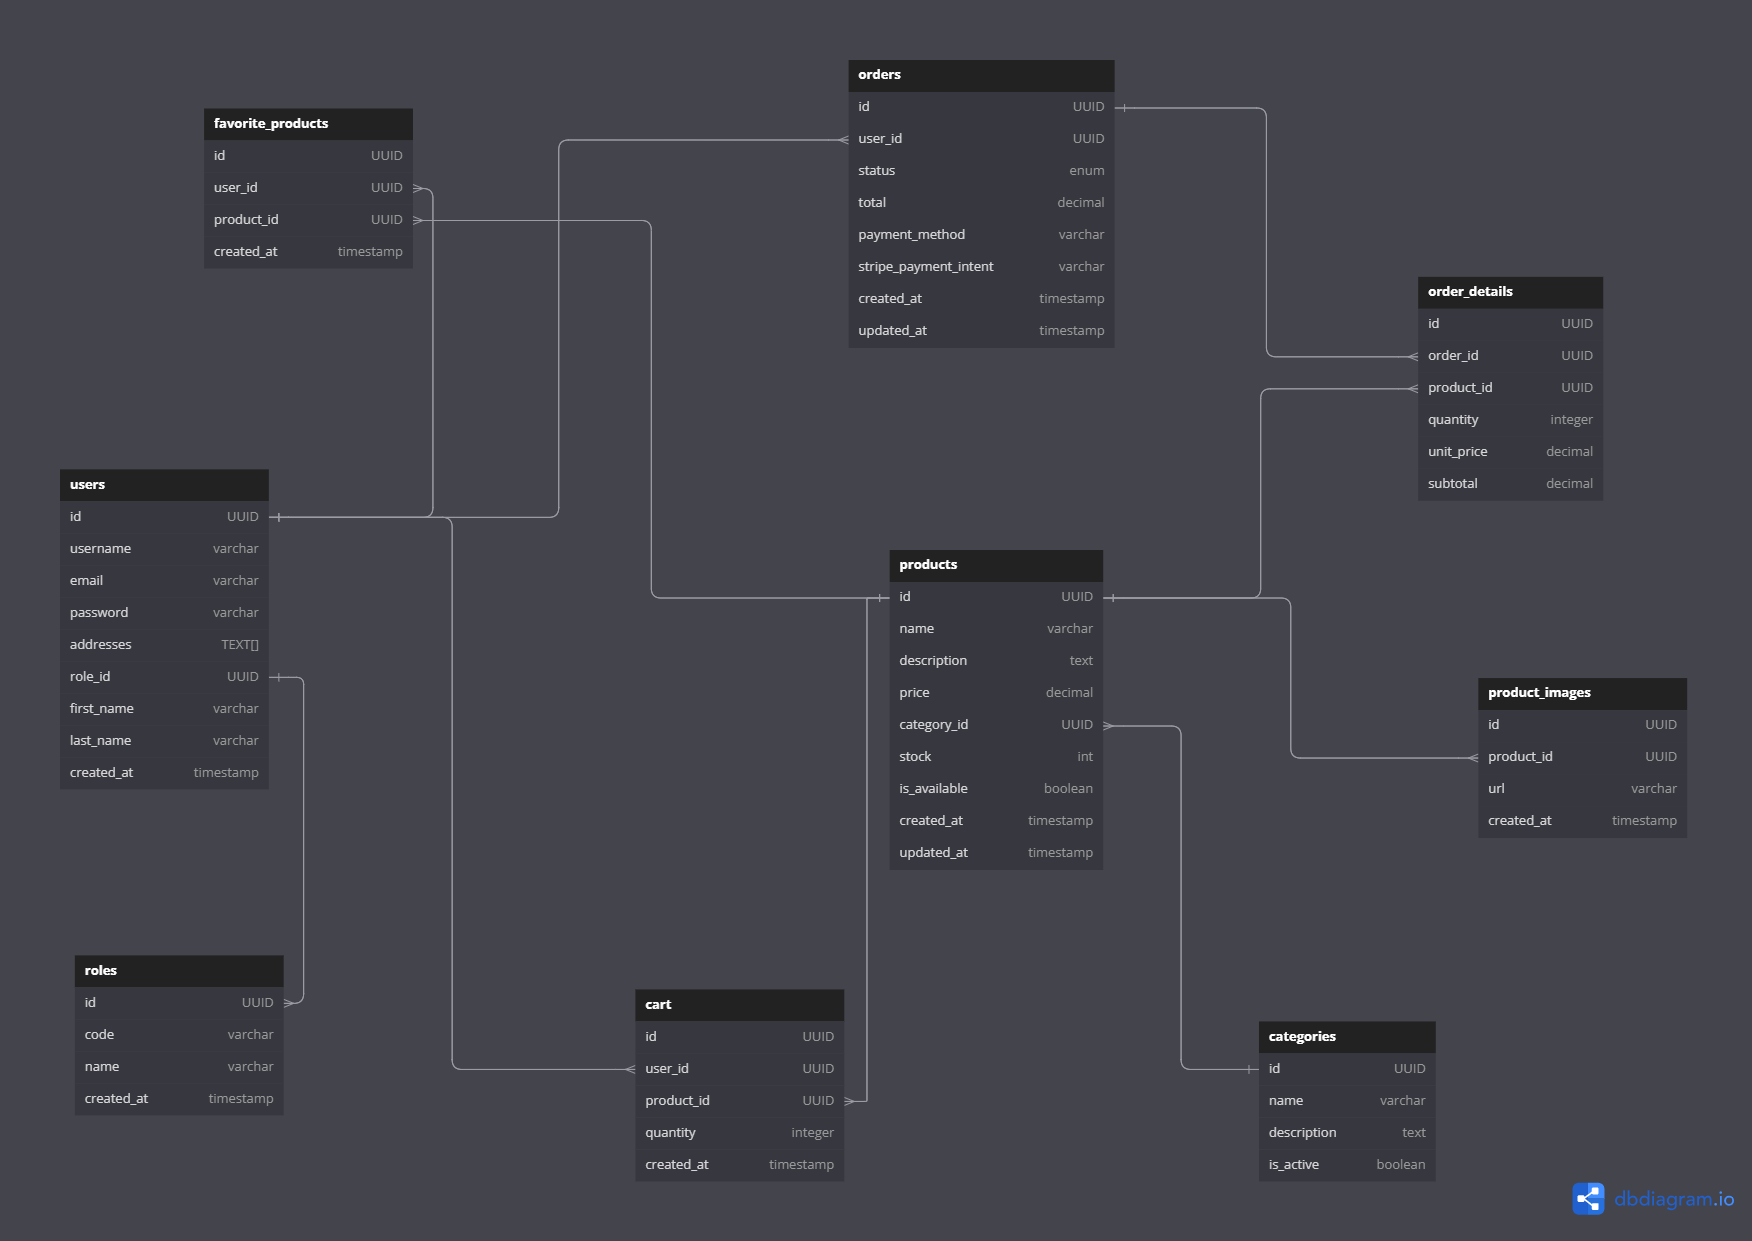 orders
id UUID
user_id UUID
status enum
total decimal
payment_method varchar
stripe_payment_intent varchar
created_at timestamp
updated_at timestamp
favorite_products
id UUID
user_id UUID
product_id UUID
created_at timestamp
order_details
id UUID
order_id UUID
product_id UUID
quantity integer
unit_price decimal
subtotal decimal
users
id UUID
username varchar
email varchar
password varchar
addresses TEXT[]
role_id UUID
first_name varchar
last_name varchar
created_at timestamp
products
id UUID
name varchar
description text
price decimal
category_id UUID
stock int
is_available boolean
created_at timestamp
updated_at timestamp
product_images
id UUID
product_id UUID
url varchar
created_at timestamp
roles
id UUID
code varchar
name varchar
created_at timestamp
cart
id UUID
user_id UUID
product_id UUID
quantity integer
created_at timestamp
categories
id UUID
name varchar
description text
is_active boolean
dbdiagram.io